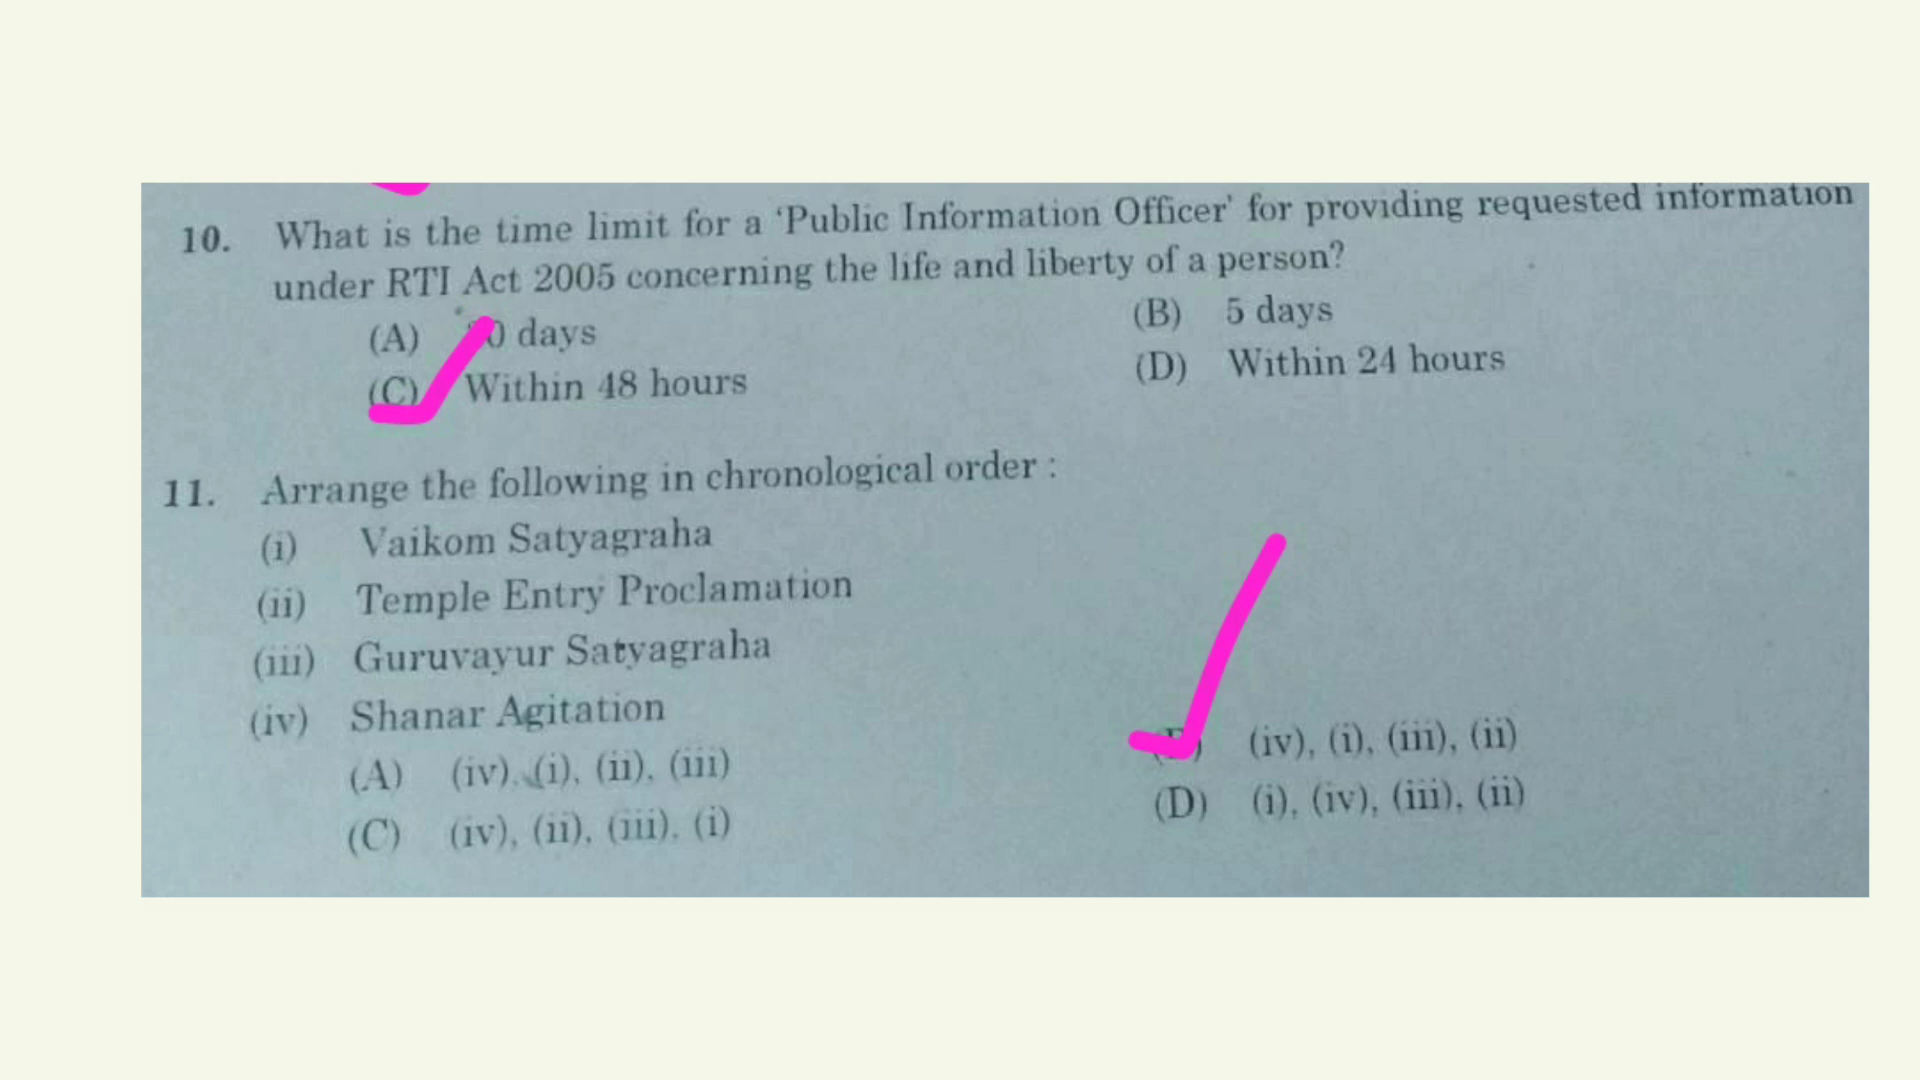 10. What is the time limit for a 'Public Information Officer' for providing requested information
under RTI Act 2005 concerning the life and liberty of a person?
(A) 0 days (B) 5 days
(C) Within 48 hours (D) Within 24 hours
11. Arrange the following in chronological order :
(i) Vaikom Satyagraha
(ii) Temple Entry Proclamation
(iii) Guruvayur Satyagraha
(iv) Shanar Agitation
(A) (iv), (i), (ii), (iii) (iv), (i), (iii), (ii)
(C) (iv), (ii), (iii), (i) (D) (i), (iv), (iii), (ii)